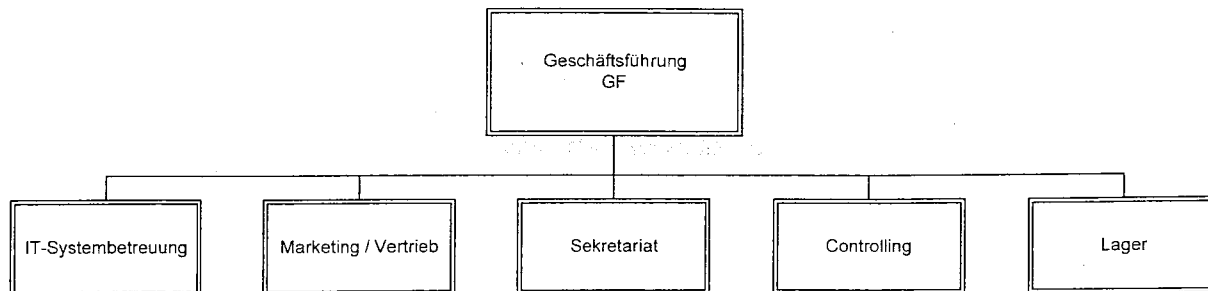 Geschäftsführung
GF
IT-Systembetreuung
Marketing / Vertrieb
Sekretariat
Controlling
Lager